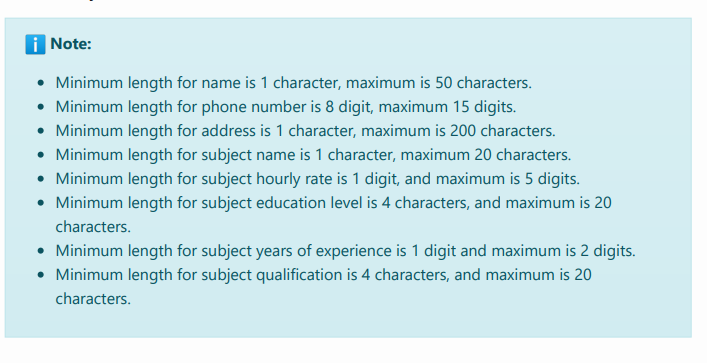 Note:
Minimum length for name is 1 character, maximum is 50 characters.
Minimum length for phone number is 8 digit, maximum 15 digits.
Minimum length for address is 1 character, maximum is 200 characters.
Minimum length for subject name is 1 character, maximum 20 characters.
Minimum length for subject hourly rate is 1 digit, and maximum is 5 digits.
Minimum length for subject education level is 4 characters, and maximum is 20
characters.
Minimum length for subject years of experience is 1 digit and maximum is 2 digits.
Minimum length for subject qualification is 4 characters, and maximum is 20
characters.